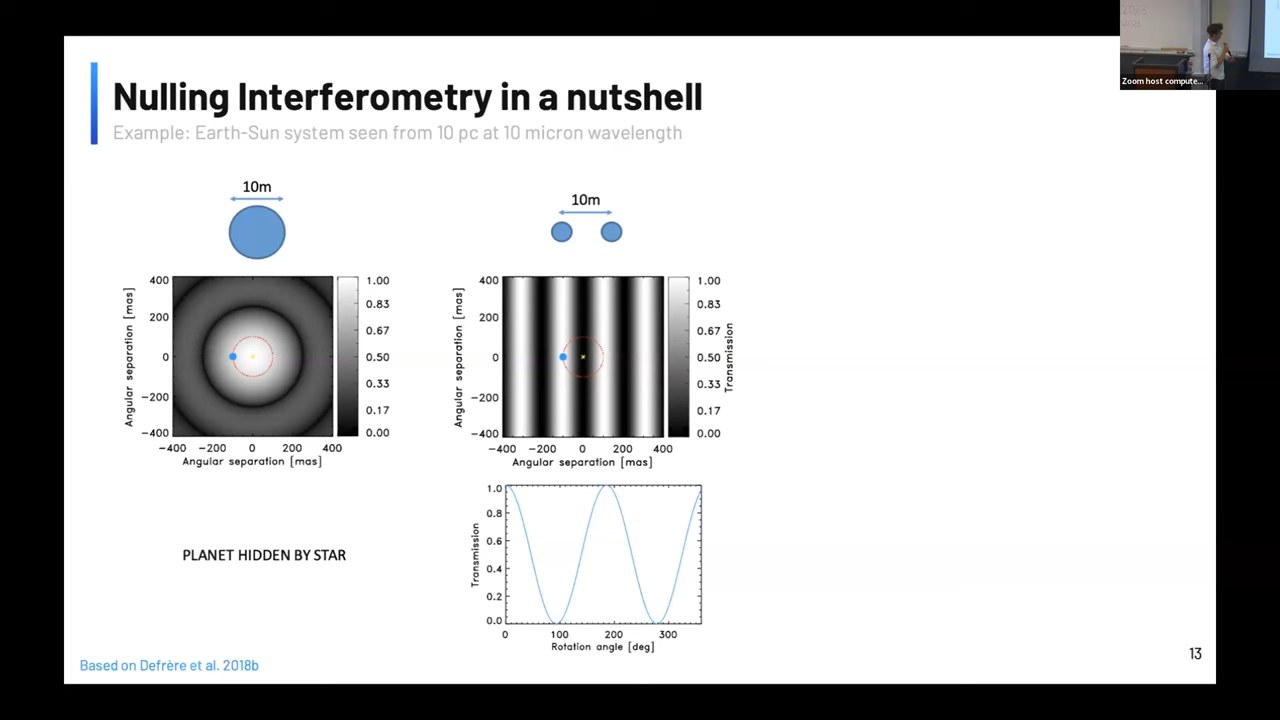 Zoom host compute...
Nulling Interferometry in a nutshell
Example: Earth-Sun system seen from 10 pc at 10 micron wavelength
10m
10m
400
200
0
−200
−400
Angular separation [mas]
−400 −200 0 200 400
Angular separation [mas]
1.00
0.83
0.67
0.50
0.33
0.17
0.00
400
200
0
−200
−400
Angular separation [mas]
−400 −200 0 200 400
Angular separation [mas]
1.00
0.83
0.67
0.50
0.33
0.17
0.00
Transmission
PLANET HIDDEN BY STAR
1.0
0.8
0.6
0.4
0.2
0.0
Transmission
0 100 200 300
Rotation angle [deg]
Based on Defrère et al. 2018b
13